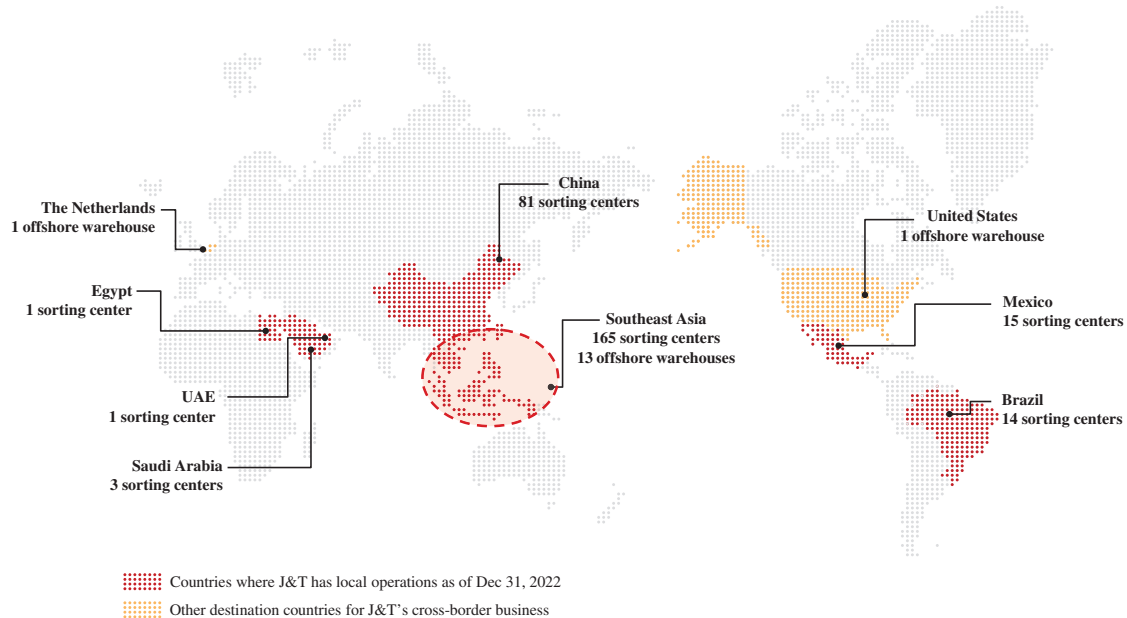 China
81 sorting centers
The Netherlands
1 offshore warehouse
United States
1 offshore warehouse
Egypt
1 sorting center
Mexico
15 sorting centers
Southeast Asia
165 sorting centers
13 offshore warehouses
UAE
1 sorting center
Brazil
14 sorting centers
Saudi Arabia
3 sorting centers
Countries where J&T has local operations as of Dec 31, 2022
Other destination countries for J&T's cross-border business